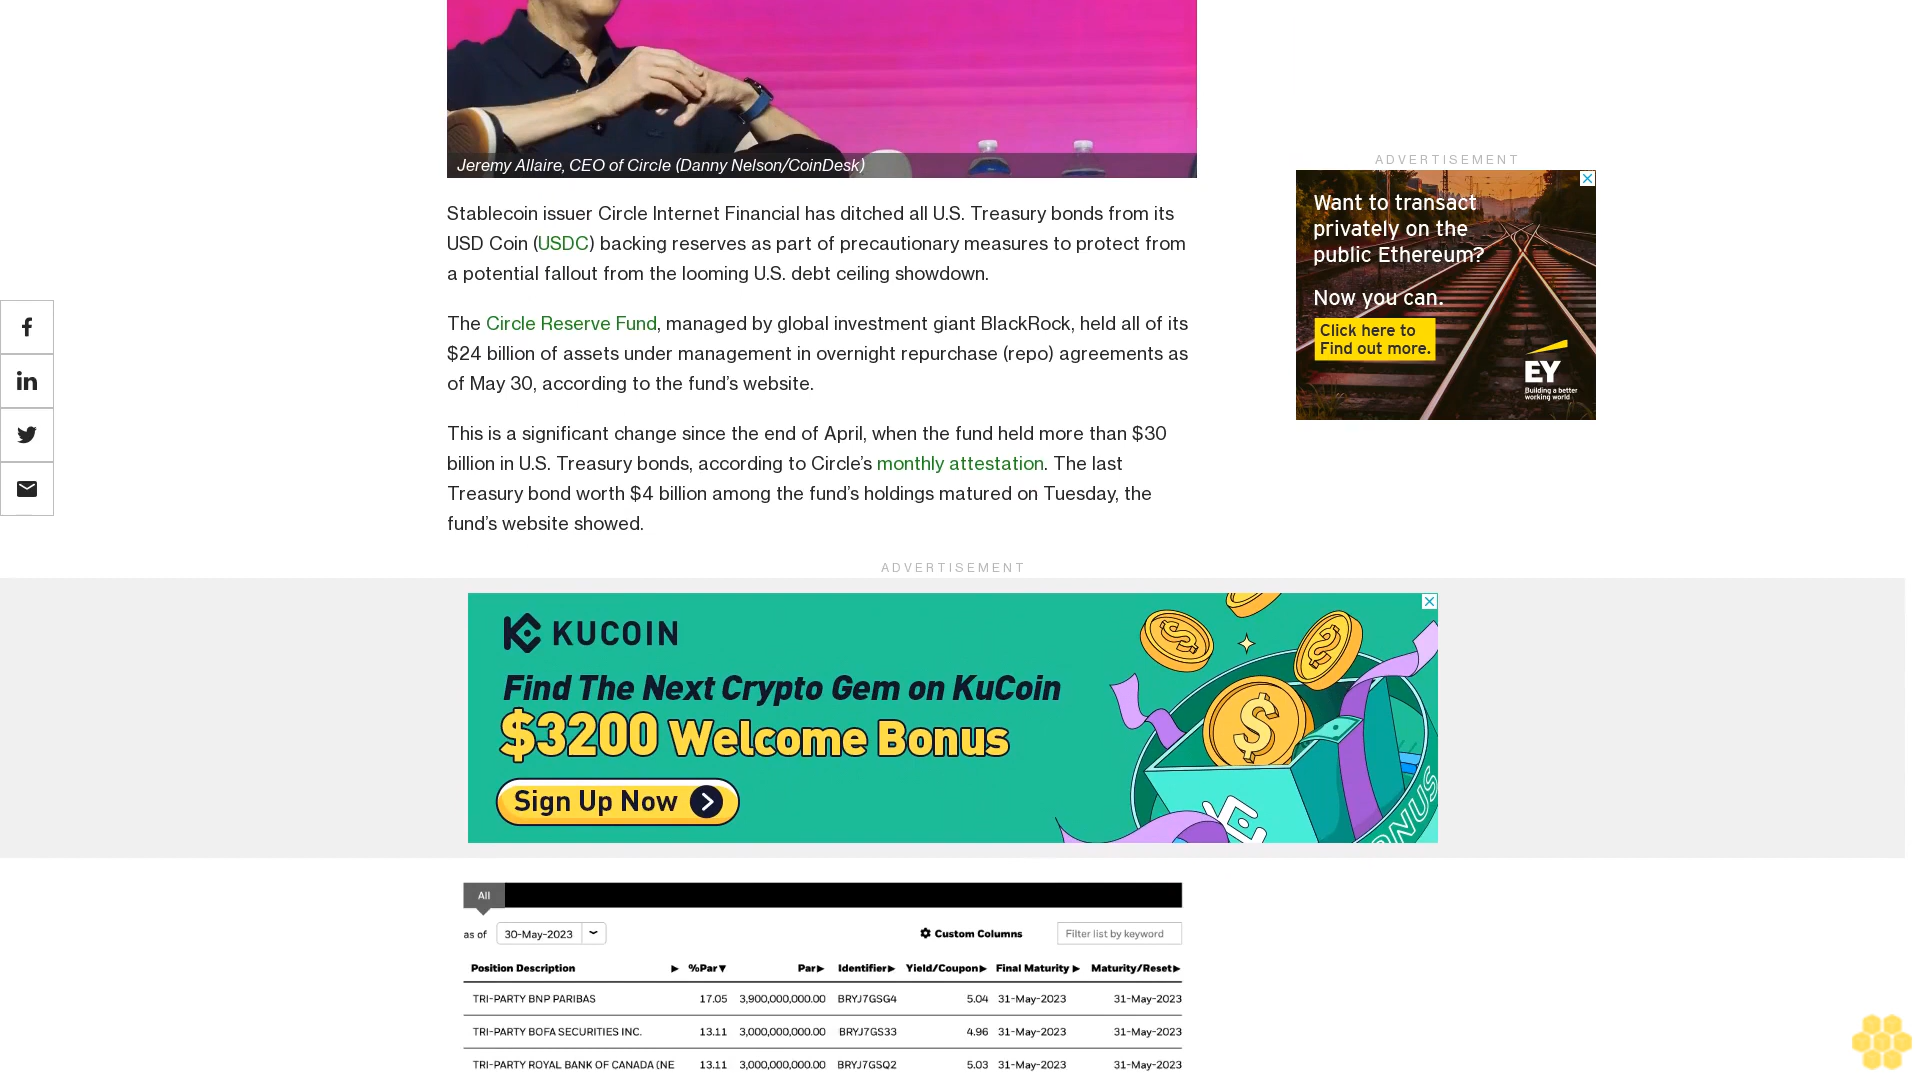 Jeremy Allaire, CEO of Circle (Danny Nelson/CoinDesk)
Stablecoin issuer Circle Internet Financial has ditched all U.S. Treasury bonds from its
USD Coin (USDC) backing reserves as part of precautionary measures to protect from
a potential fallout from the looming U.S. debt ceiling showdown.
The Circle Reserve Fund, managed by global investment giant BlackRock, held all of its
$24 billion of assets under management in overnight repurchase (repo) agreements as
of May 30, according to the fund’s website.
This is a significant change since the end of April, when the fund held more than $30
billion in U.S. Treasury bonds, according to Circle’s monthly attestation. The last
Treasury bond worth $4 billion among the fund’s holdings matured on Tuesday, the
fund’s website showed.
ADVERTISEMENT
Want to transact
privately on the
public Ethereum?
Now you can.
Click here to
Find out more.
EY
Building a better
working world
ADVERTISEMENT
KUCOIN
Find The Next Crypto Gem on KuCoin
$3200 Welcome Bonus
Sign Up Now
BONUS
All
as of 30-May-2023 Custom Columns Filter list by keyword
Position Description %Par Par Identifier Yield/Coupon Final Maturity Maturity/Reset
TRI-PARTY BNP PARIBAS 17.05 3,900,000,000.00 BRYJ7GSG4 5.04 31-May-2023 31-May-2023
TRI-PARTY BOFA SECURITIES INC. 13.11 3,000,000,000.00 BRYJ7GS33 4.96 31-May-2023 31-May-2023
TRI-PARTY ROYAL BANK OF CANADA (NE 13.11 3,000,000,000.00 BRYJ7GSQ2 5.03 31-May-2023 31-May-2023